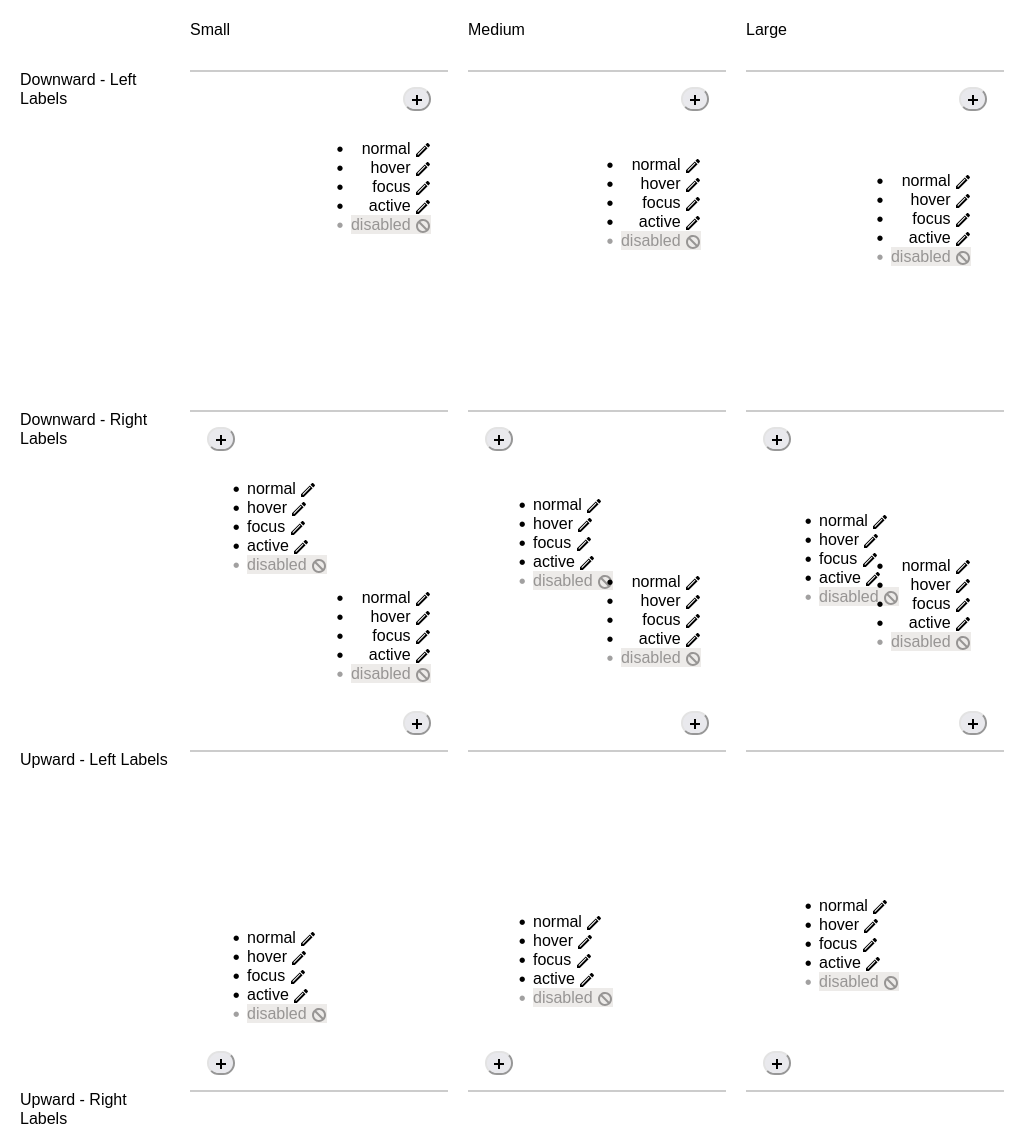 Small
Medium
Large
Downward - Left
Labels
normal
hover
focus
active
disabled
normal
hover
focus
active
disabled
normal
hover
focus
active
disabled
Downward - Right
Labels
normal
hover
focus
active
disabled
normal
hover
focus
active
disabled
normal
hover
focus
active
disabled
normal
hover
focus
active
disabled
normal
hover
focus
active
disabled
normal
hover
focus
active
disabled
Upward - Left Labels
normal
hover
focus
active
disabled
normal
hover
focus
active
disabled
normal
hover
focus
active
disabled
Upward - Right
Labels